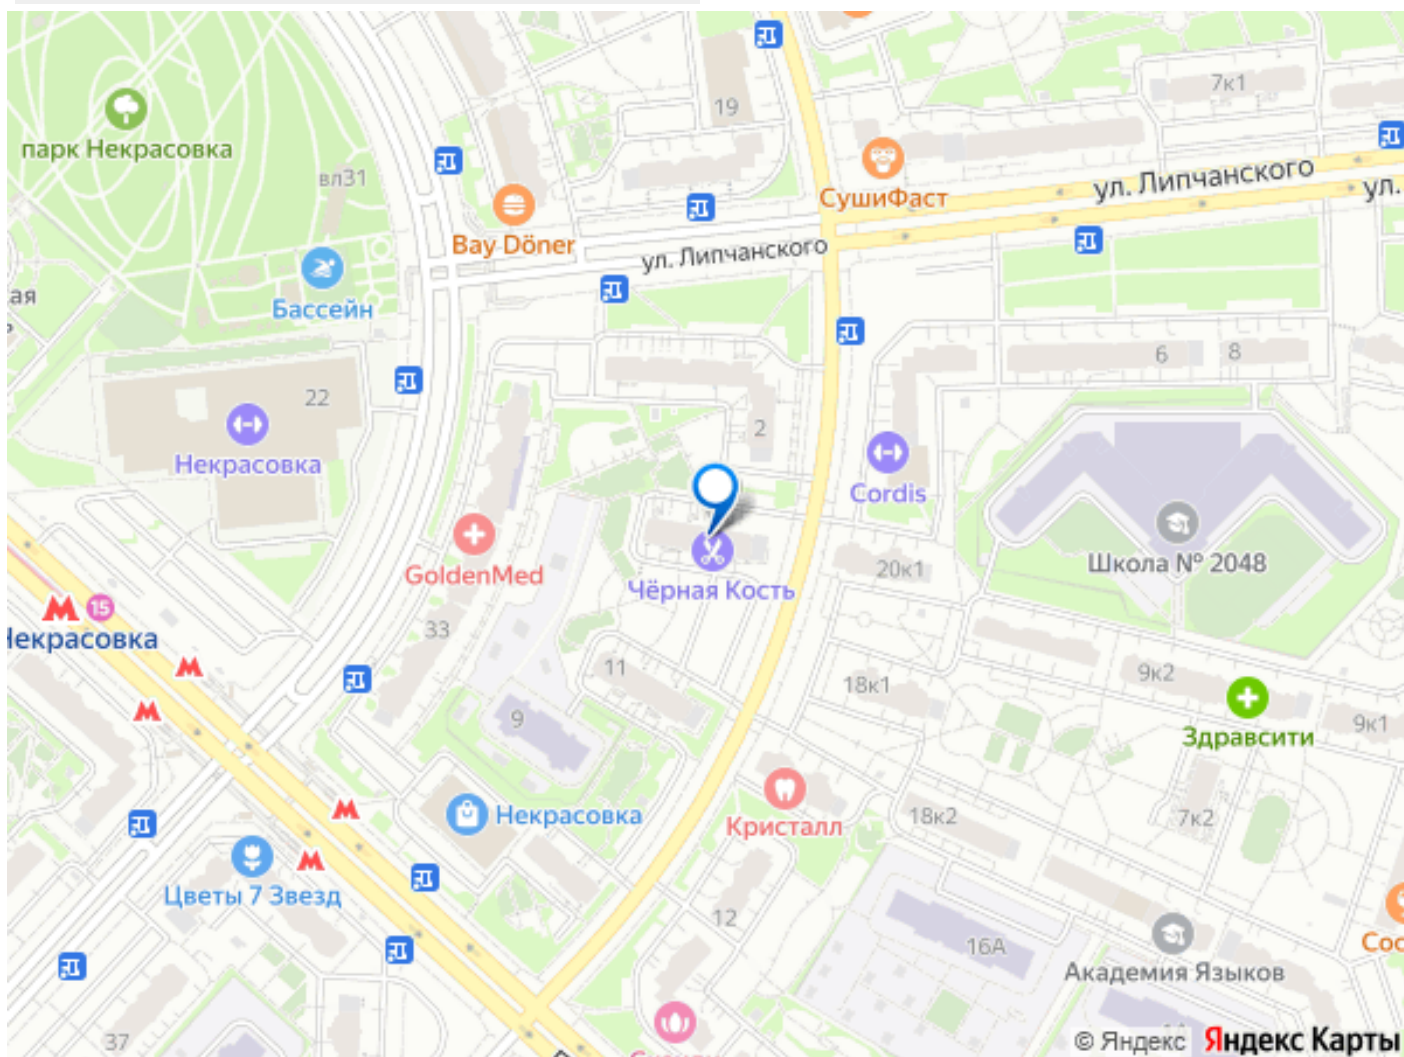 7к1
19
парк Некрасовка
вл31
СушиФаст
ул. Липчанского
ул.
Bay Döner
ул. Липчанского
Бассейн
22
6
8
2
Некрасовка
Cordis
Школа № 2048
GoldenMed
20к1
Чёрная Кость
15
Некрасовка
33
11
18к1
9к2
9
Здравсити
9к1
Некрасовка
Кристалл
18к2
7к2
Цветы 7 Звезд
12
16А
Академия Языков
37
© Яндекс Яндекс Карты